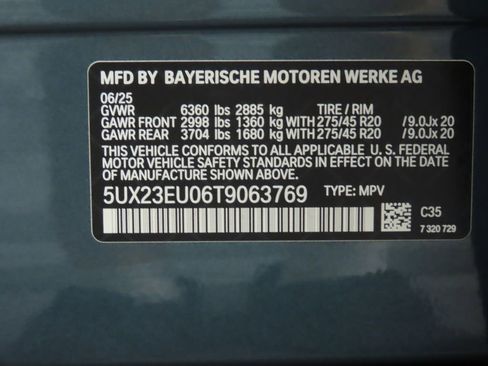 MFD BY BAYERISCHE MOTOREN WERKE AG
06/25
GVWR 6360 lbs 2885 kg TIRE / RIM
GAWR FRONT 2998 lbs 1360 kg WITH 275/45 R20 /9.0Jx 20
GAWR REAR 3704 lbs 1680 kg WITH 275/45 R20 /9.0Jx 20
THIS VEHICLE CONFORMS TO ALL APPLICABLE U. S. FEDERAL
MOTOR VEHICLE SAFETY STANDARDS IN EFFECT ON THE DATE
OF MANUFACTURE SHOWN ABOVE.
5UX23EU06T9063769 TYPE: MPV
C35
7 320 729